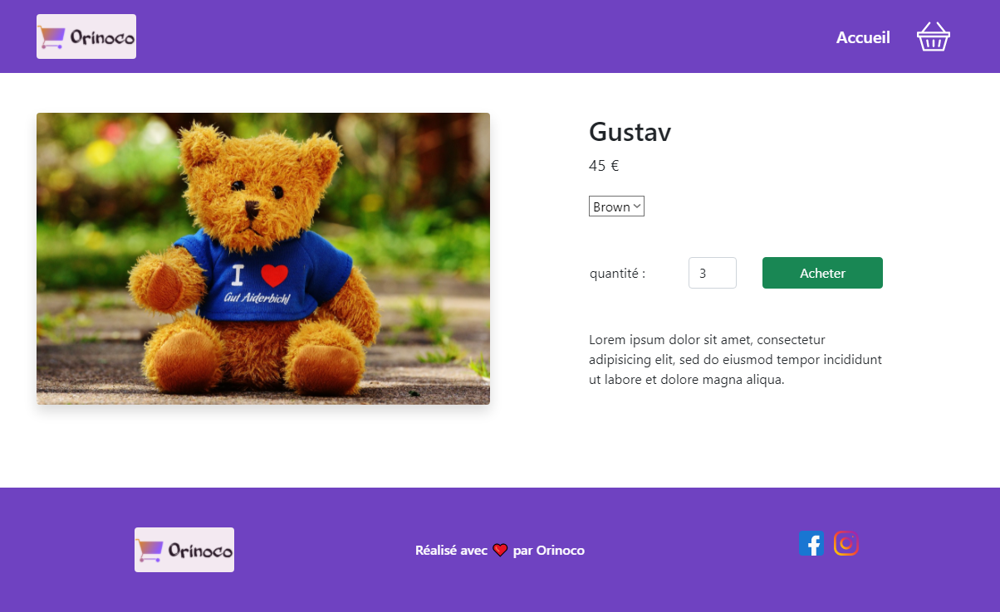 Orinoco
Accueil
Gustav
45 €
Brown
I ❤
Gut Aiderbichl
quantité :
3
Acheter
Lorem ipsum dolor sit amet, consectetur
adipisicing elit, sed do eiusmod tempor incididunt
ut labore et dolore magna aliqua.
Orinoco
Réalisé avec ❤ par Orinoco